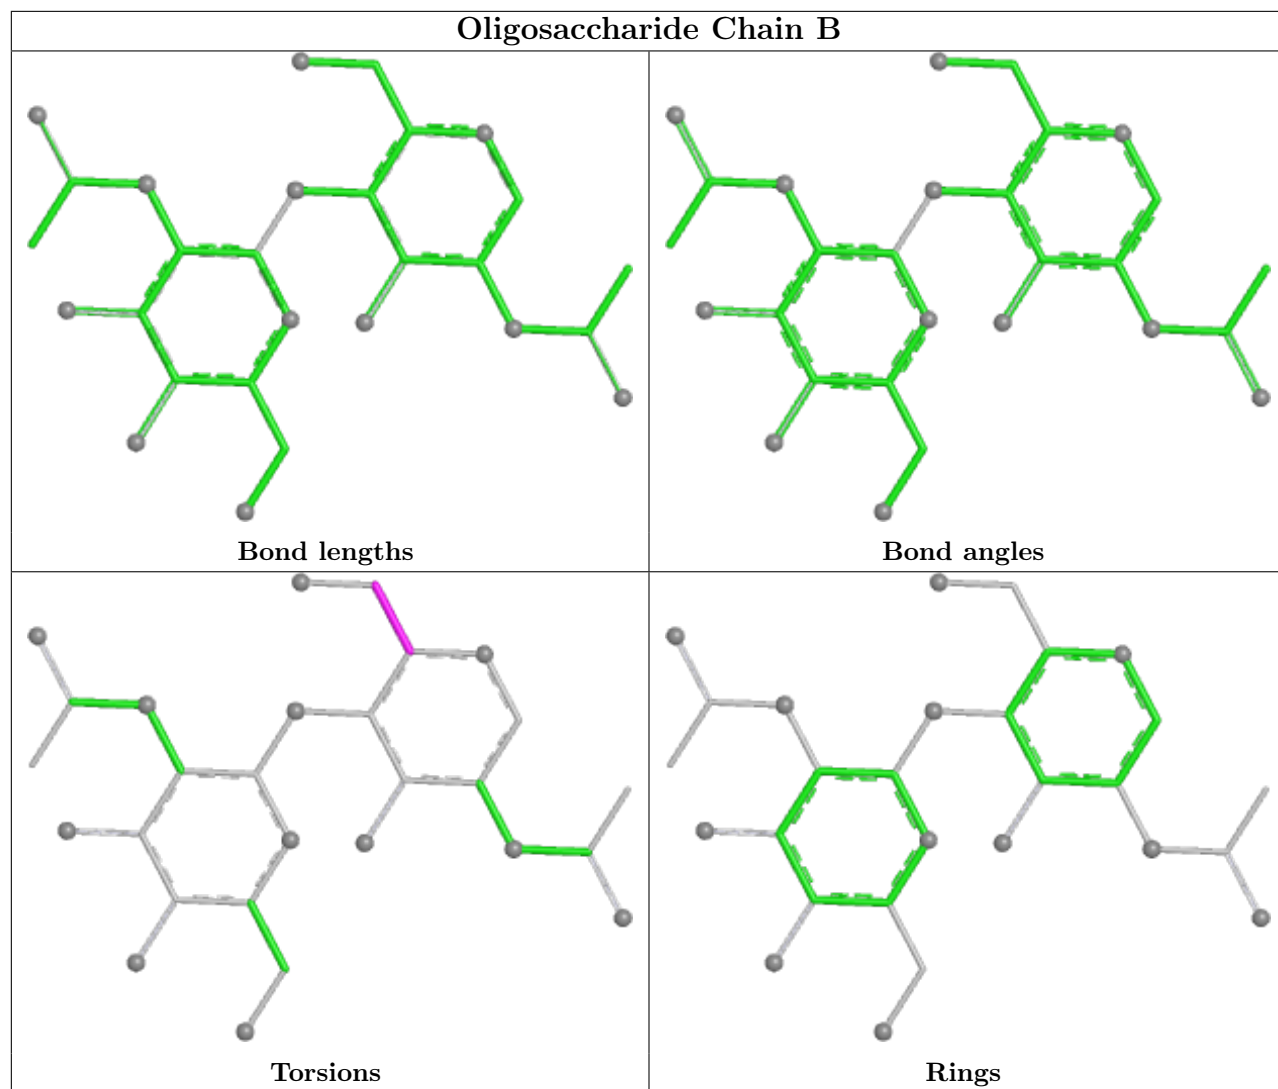 Oligosaccharide Chain B
Bond lengths
Bond angles
Torsions
Rings